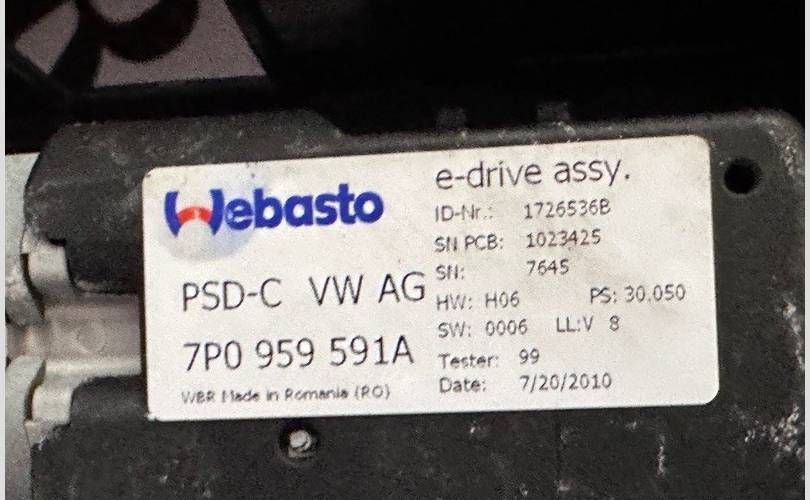 Webasto
PSD-C VW AG
7P0 959 591A
WBR Made in Romania (RO)
e-drive assy.
ID-Nr.: 1726536B
SN PCB: 1023425
SN: 7645
HW: H06 PS: 30.050
SW: 0006 LL:V 8
Tester: 99
Date: 7/20/2010